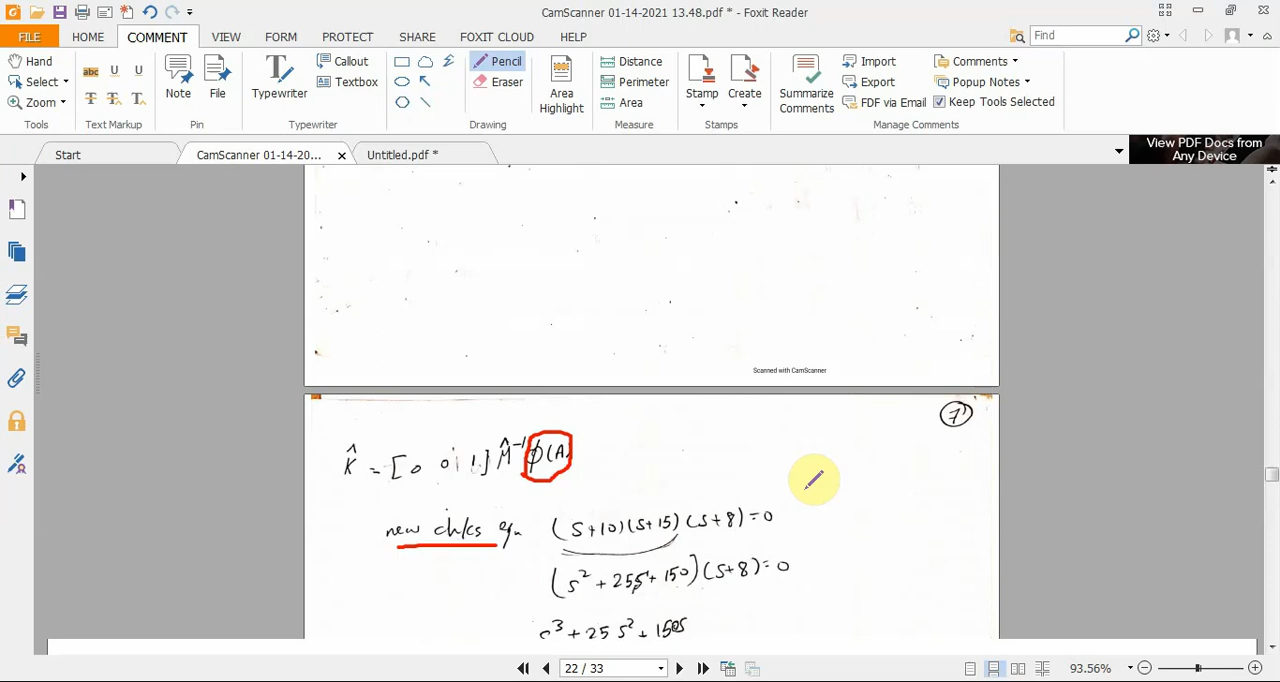 CamScanner 01-14-2021 13.48.pdf * - Foxit Reader
FILE HOME COMMENT VIEW FORM PROTECT SHARE FOXIT CLOUD HELP Find
Hand
Select
Zoom
Tools
abc U U
T T T
Text Markup
Note File
Pin
Typewriter
Callout
Textbox
Typewriter
Pencil
Eraser
Drawing
Area Highlight
Distance
Perimeter
Area
Measure
Stamp Create
Stamps
Summarize Comments
Import
Export
FDF via Email
Comments
Popup Notes
Keep Tools Selected
Manage Comments
Start CamScanner 01-14-20... Untitled.pdf *
View PDF Docs from
Any Device
Scanned with CamScanner
7
K̂ = [0 0 1] M̂⁻¹ φ(A)
new ch/cs eqn (s+10)(s+15)(s+8)=0
(s²+25s+150)(s+8)=0
s³+25s²+150s
22 / 33
93.56%